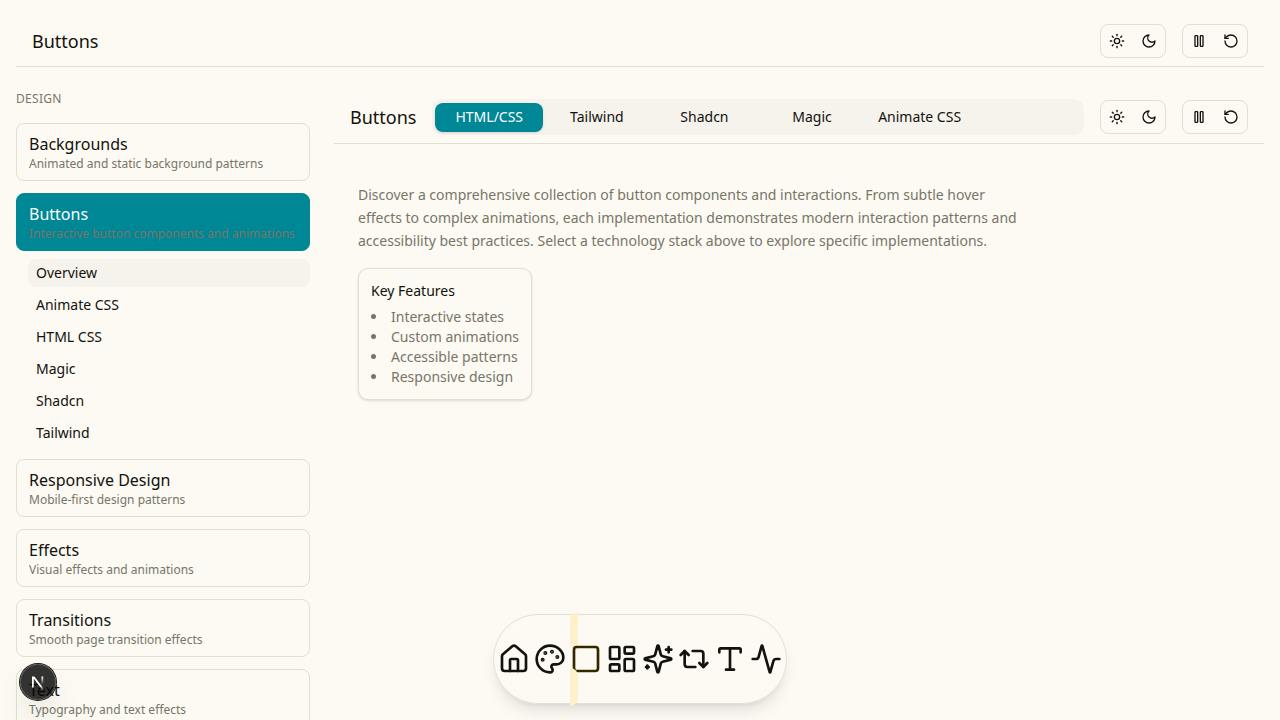 Buttons
DESIGN
Backgrounds
Animated and static background patterns
Buttons
Interactive button components and animations
Overview
Animate CSS
HTML CSS
Magic
Shadcn
Tailwind
Responsive Design
Mobile-first design patterns
Effects
Visual effects and animations
Transitions
Smooth page transition effects
Text
Typography and text effects
N
Buttons
HTML/CSS
Tailwind
Shadcn
Magic
Animate CSS
Discover a comprehensive collection of button components and interactions. From subtle hover
effects to complex animations, each implementation demonstrates modern interaction patterns and
accessibility best practices. Select a technology stack above to explore specific implementations.
Key Features
Interactive states
Custom animations
Accessible patterns
Responsive design